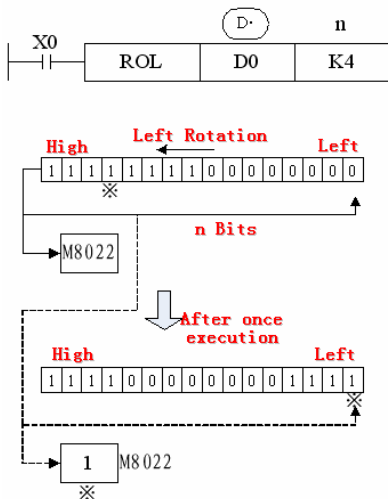 D· n
X0
ROL D0 K4
Left Rotation
High Left
1 1 1 1 1 1 1 1 0 0 0 0 0 0 0 0
※
n Bits
M8022
After once
execution
High Left
1 1 1 1 0 0 0 0 0 0 0 0 1 1 1 1
※
1 M8022
※